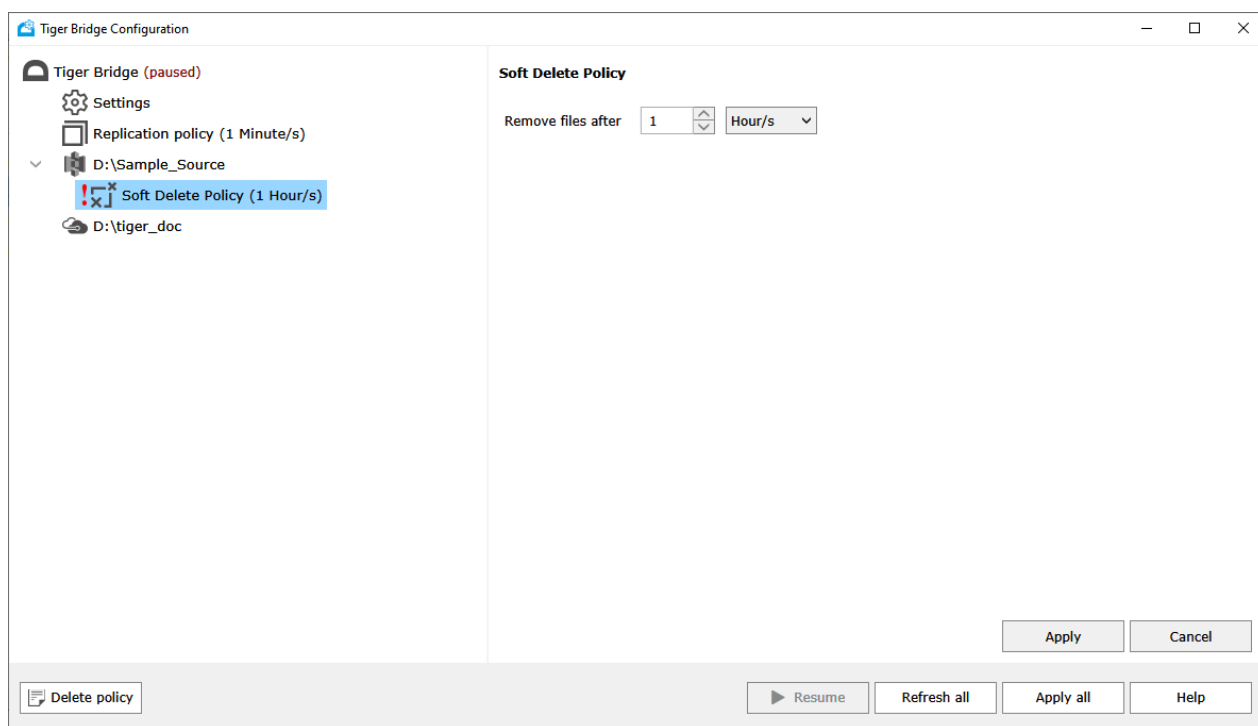 Tiger Bridge Configuration
Tiger Bridge (paused)
Settings
Replication policy (1 Minute/s)
D:\Sample_Source
Soft Delete Policy (1 Hour/s)
D:\tiger_doc
Soft Delete Policy
Remove files after 1 Hour/s
Apply Cancel
Delete policy Resume Refresh all Apply all Help